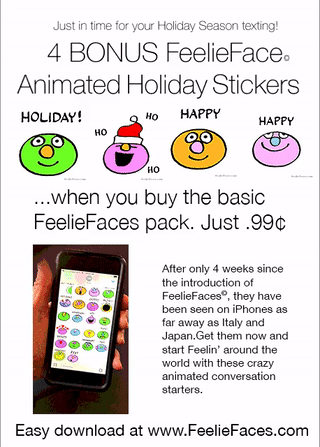 Just in time for your Holiday Season texting!
4 BONUS FeelieFace©
Animated Holiday Stickers
HOLIDAY!
HO
HO
HO
HAPPY
HAPPY
...when you buy the basic
FeelieFaces pack. Just .99¢
After only 4 weeks since
the introduction of
FeelieFaces©, they have
been seen on iPhones as
far away as Italy and
Japan.Get them now and
start Feelin' around the
world with these crazy
animated conversation
starters.
Easy download at www.FeelieFaces.com